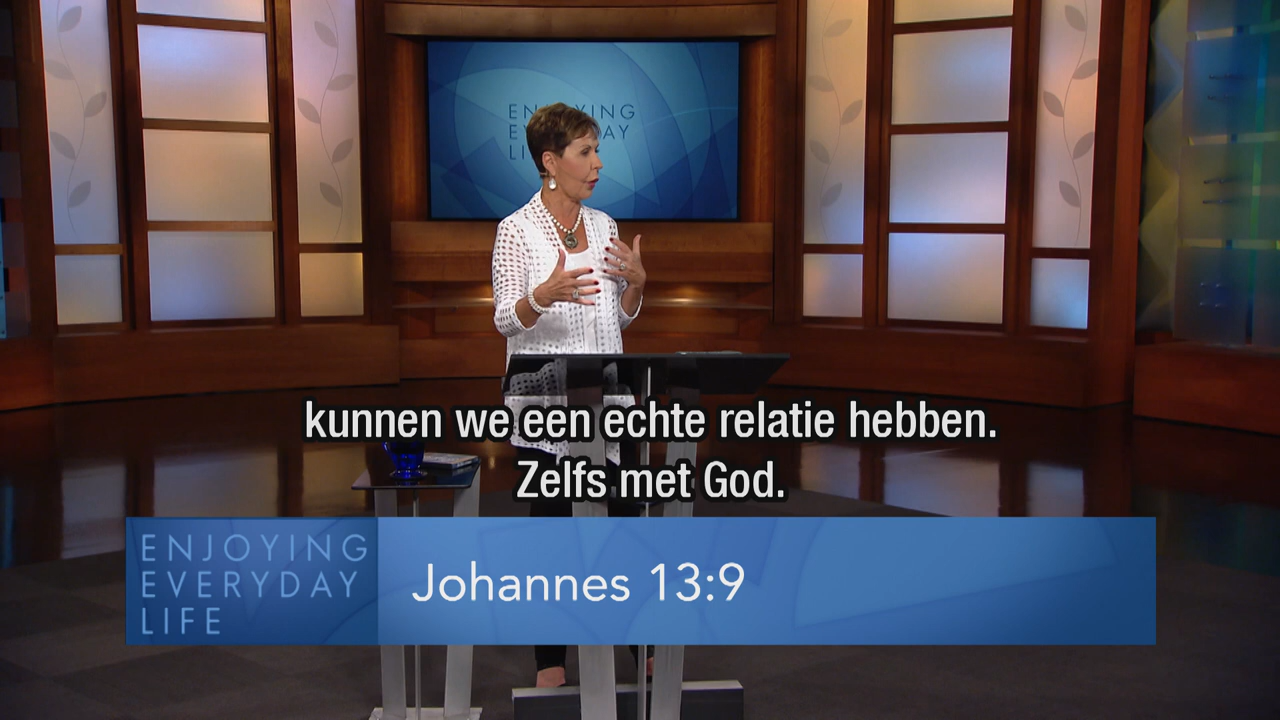 ENJOYING
EVERYDAY
LIFE
kunnen we een echte relatie hebben.
Zelfs met God.
ENJOYING
EVERYDAY
LIFE
Johannes 13:9